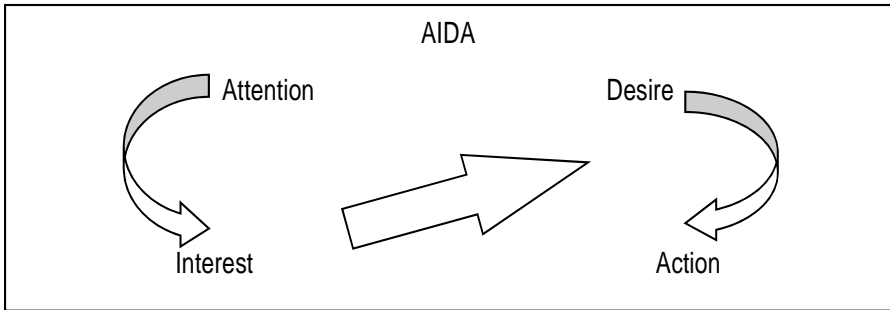 AIDA
Attention
Interest
Desire
Action